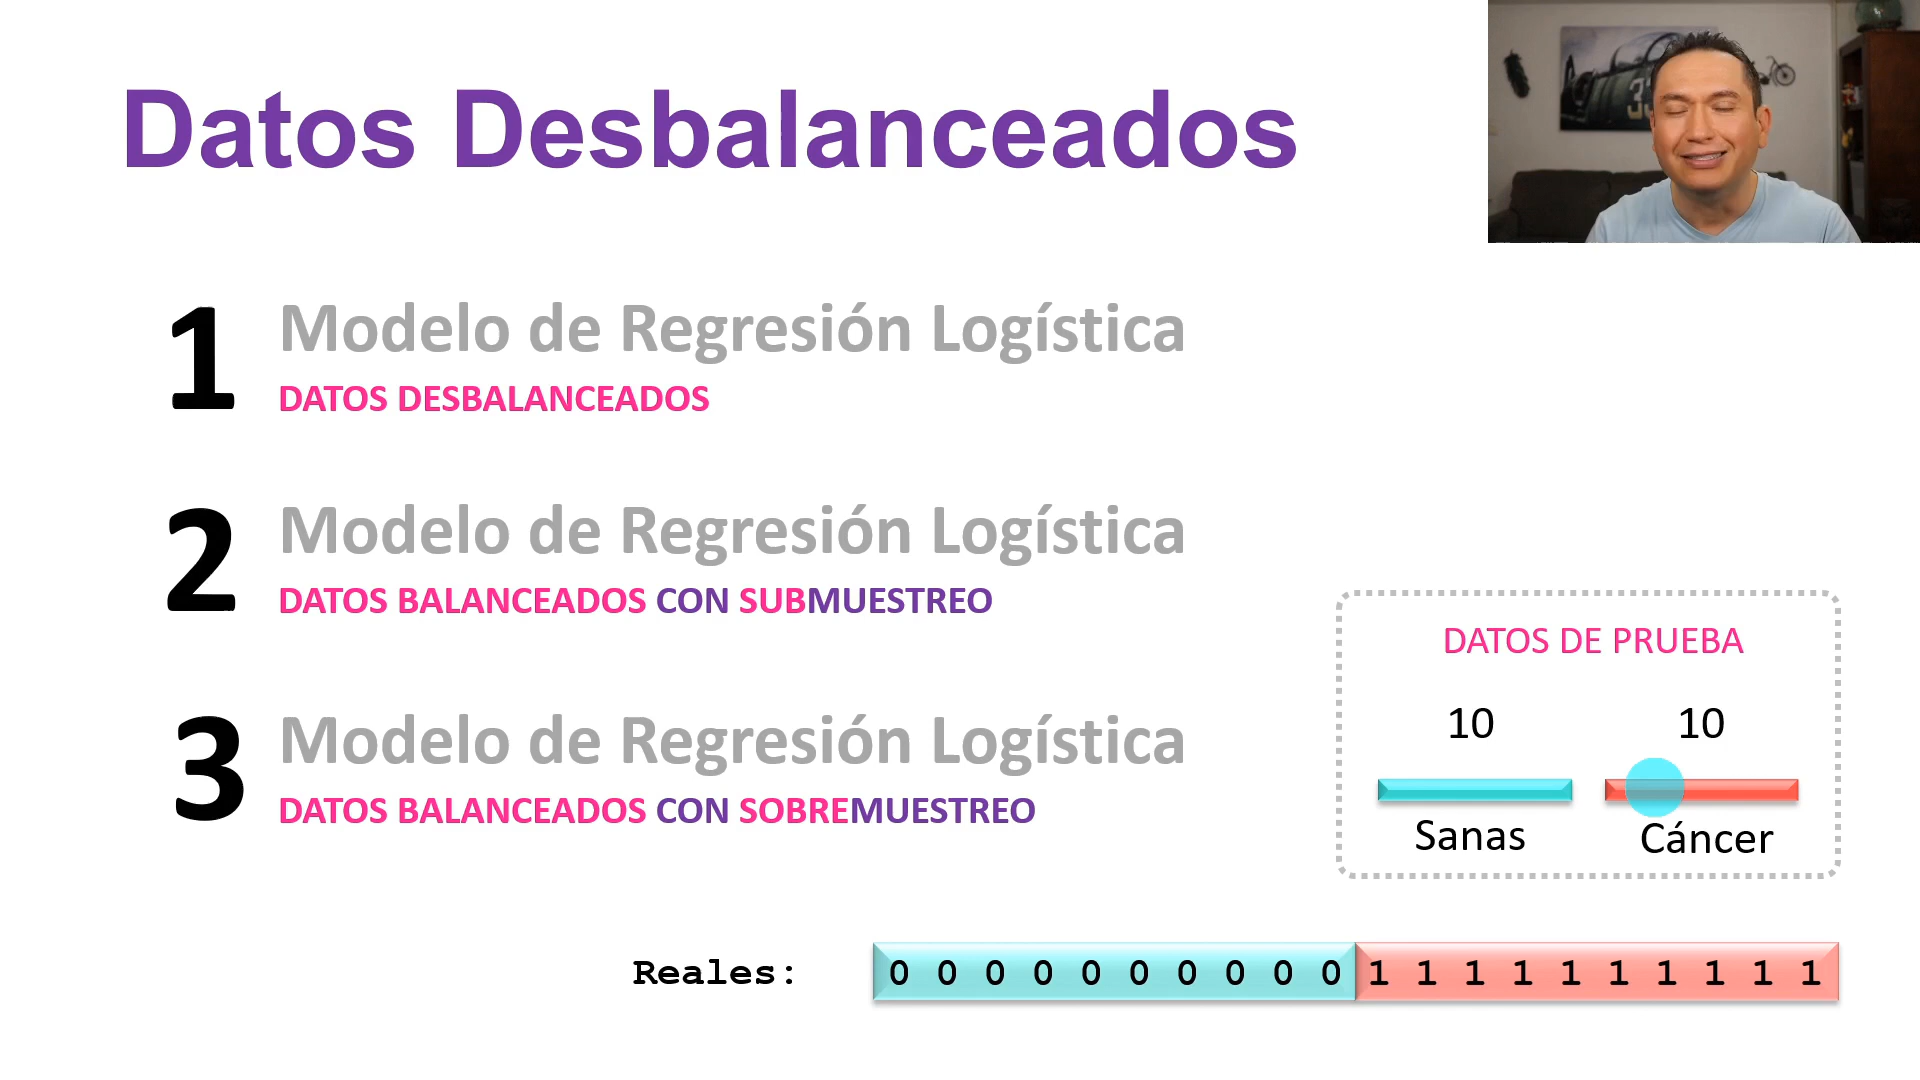 Datos Desbalanceados
1 Modelo de Regresión Logística
DATOS DESBALANCEADOS
2 Modelo de Regresión Logística
DATOS BALANCEADOS CON SUBMUESTREO
3 Modelo de Regresión Logística
DATOS BALANCEADOS CON SOBREMUESTREO
DATOS DE PRUEBA
10 10
Sanas Cáncer
Reales: 0 0 0 0 0 0 0 0 0 0 1 1 1 1 1 1 1 1 1 1